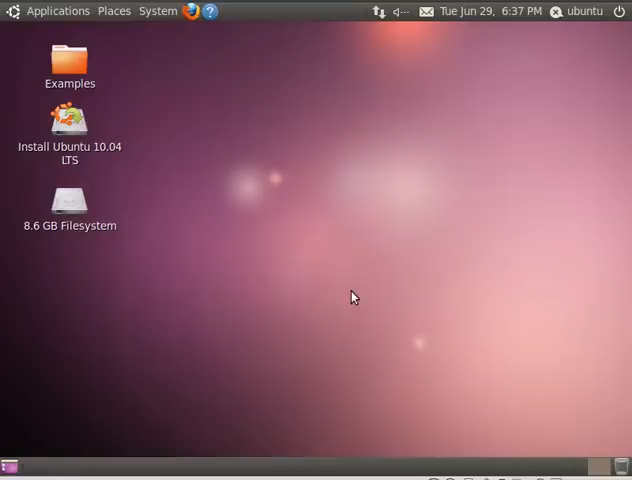 Applications Places System Tue Jun 29, 6:37 PM ubuntu
Examples
Install Ubuntu 10.04
LTS
8.6 GB Filesystem